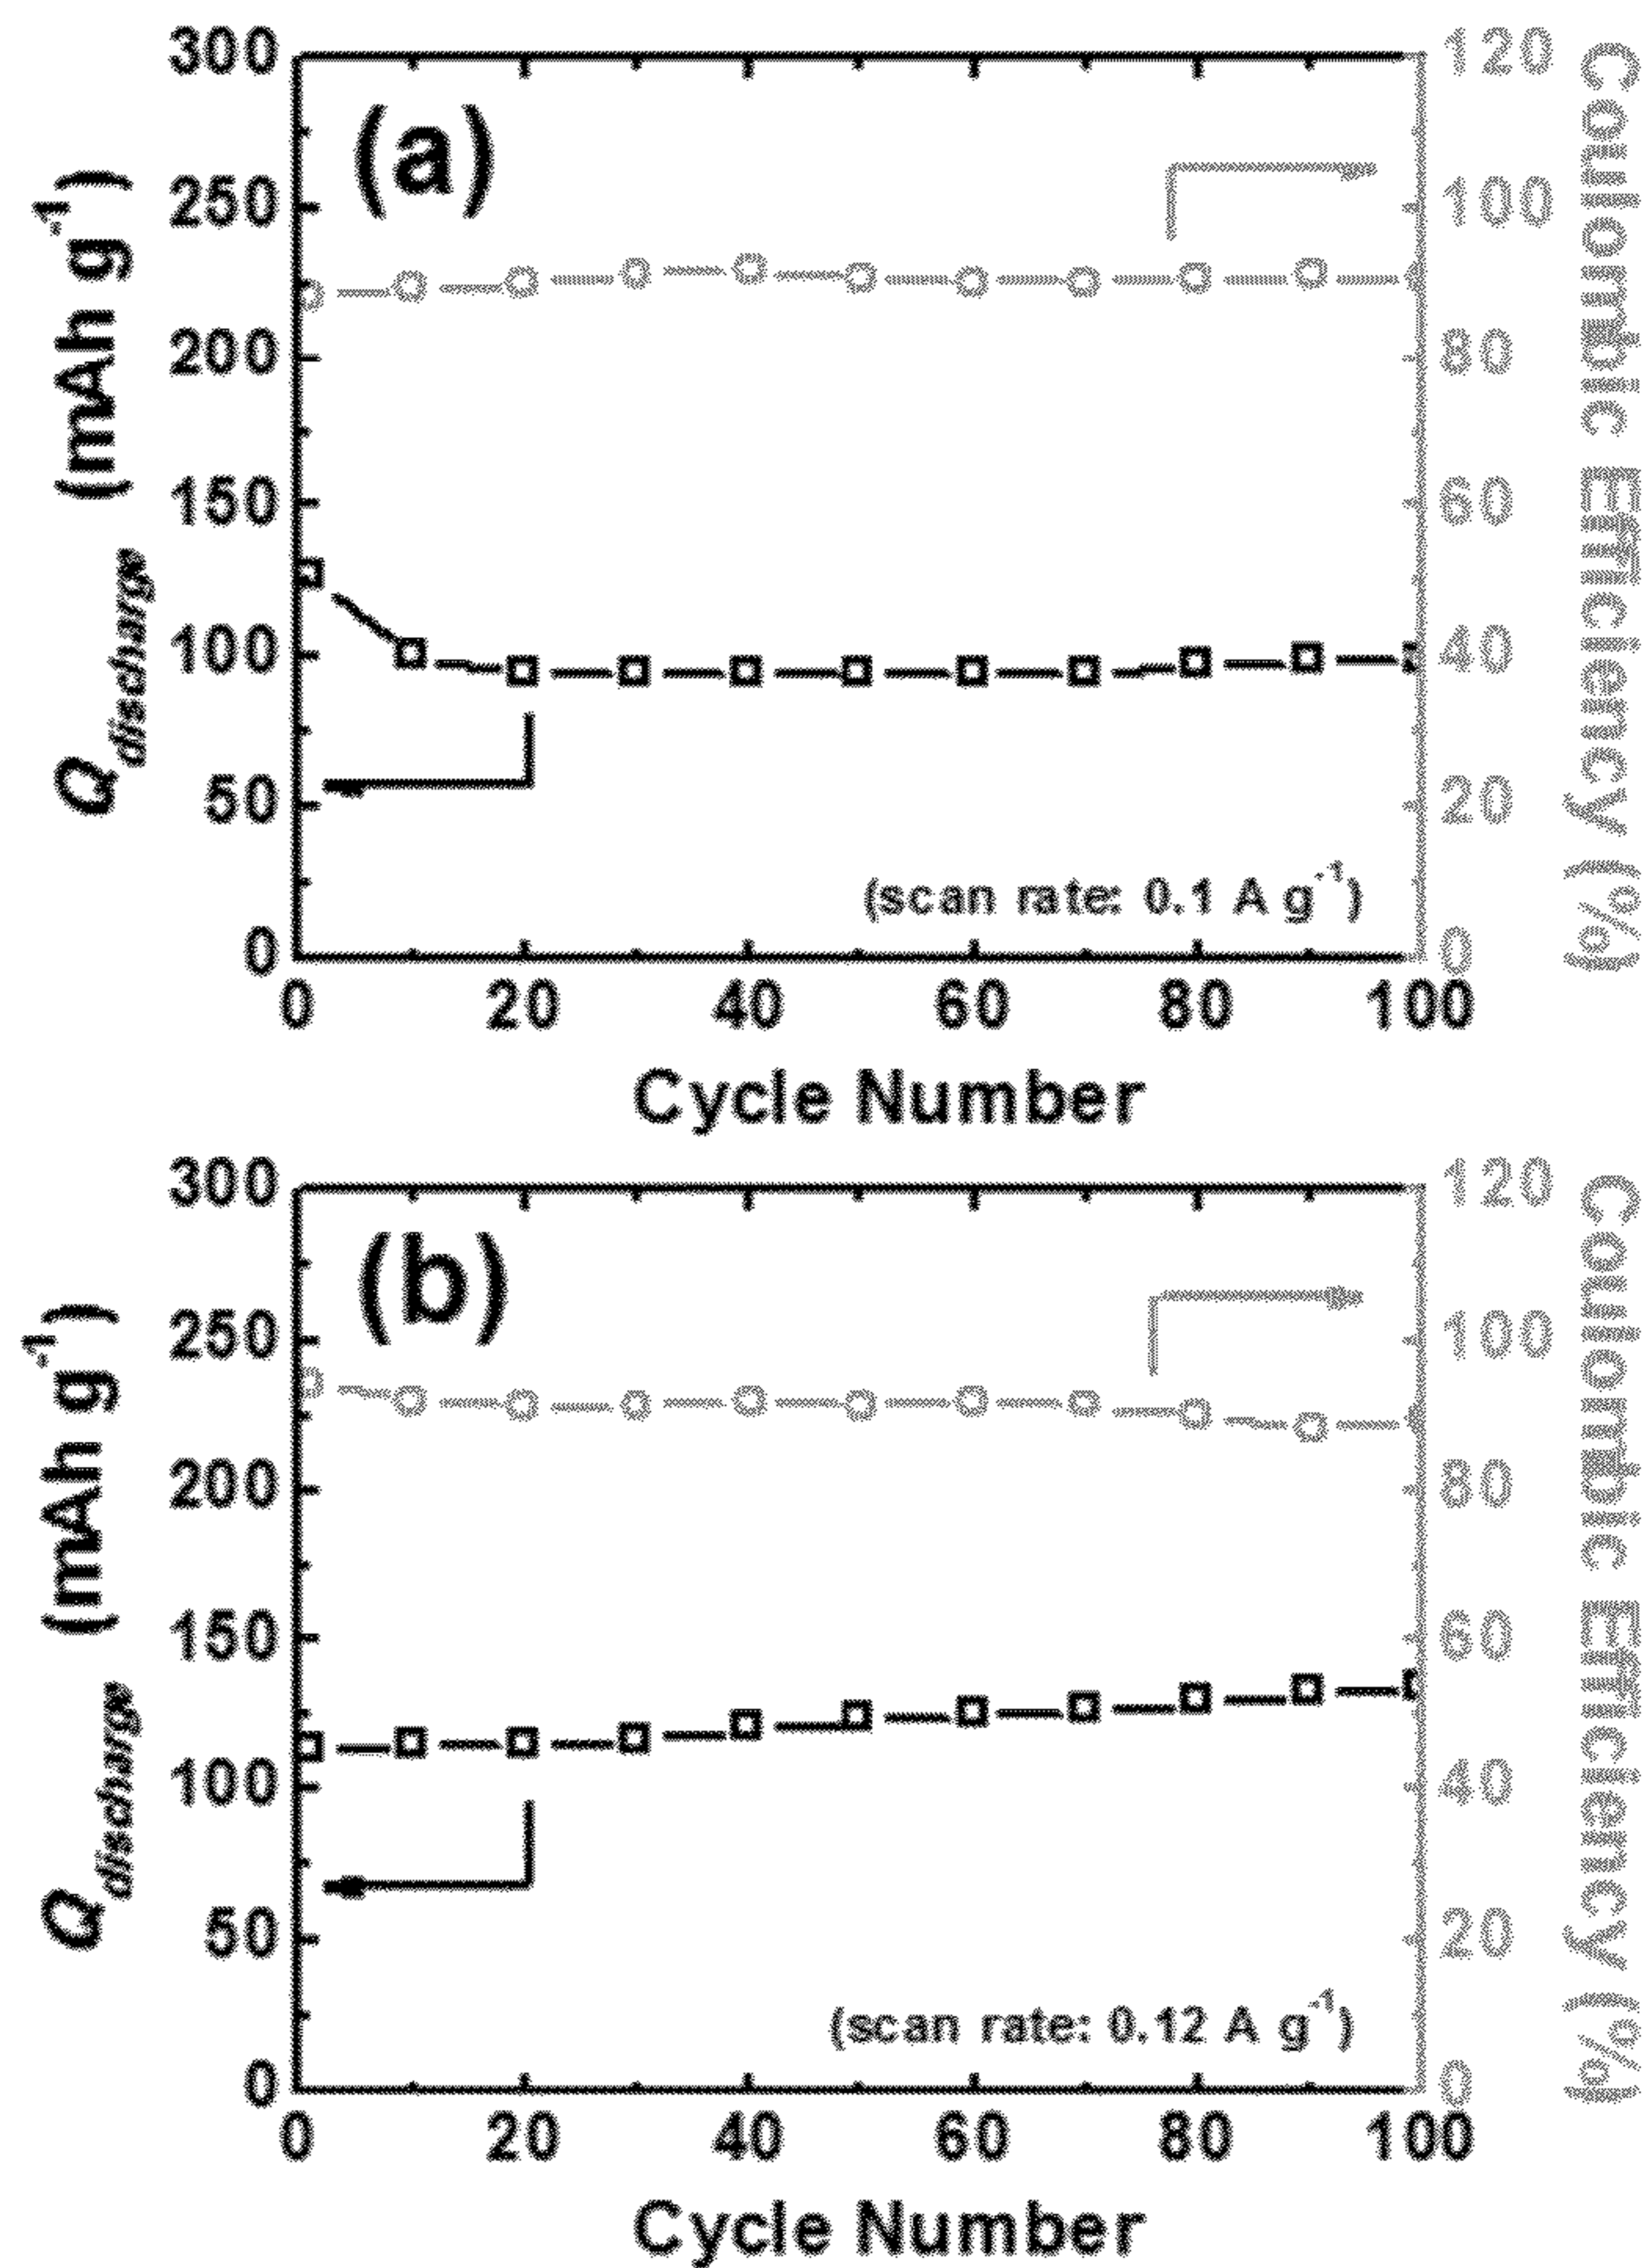 (a)
Q discharge (mAh g-1)
300
250
200
150
100
50
0
120
100
80
60
40
20
0
Coulombic Efficiency (%)
(scan rate: 0.1 A g-1)
0 20 40 60 80 100
Cycle Number
(b)
Q discharge (mAh g-1)
300
250
200
150
100
50
0
120
100
80
60
40
20
0
Coulombic Efficiency (%)
(scan rate: 0.12 A g-1)
0 20 40 60 80 100
Cycle Number